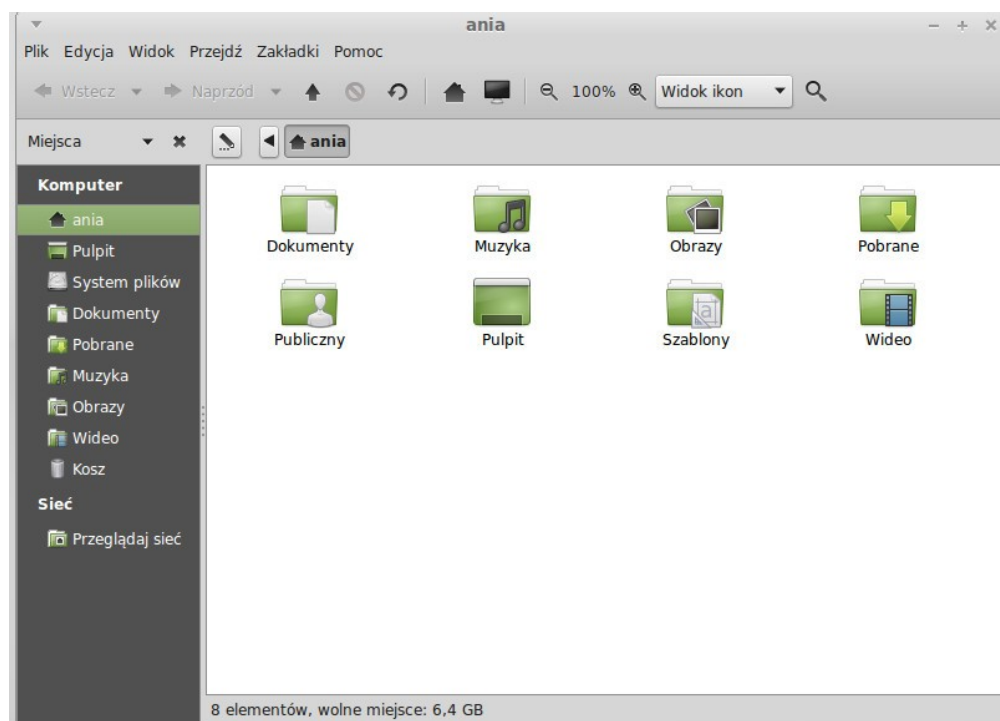 ania
Plik Edycja Widok Przejdź Zakładki Pomoc
Wstecz Naprzód 100% Widok ikon
Miejsca ania
Komputer
ania
Pulpit
System plików
Dokumenty
Pobrane
Muzyka
Obrazy
Wideo
Kosz
Sieć
Przeglądaj sieć
Dokumenty Muzyka Obrazy Pobrane
Publiczny Pulpit Szablony Wideo
8 elementów, wolne miejsce: 6,4 GB